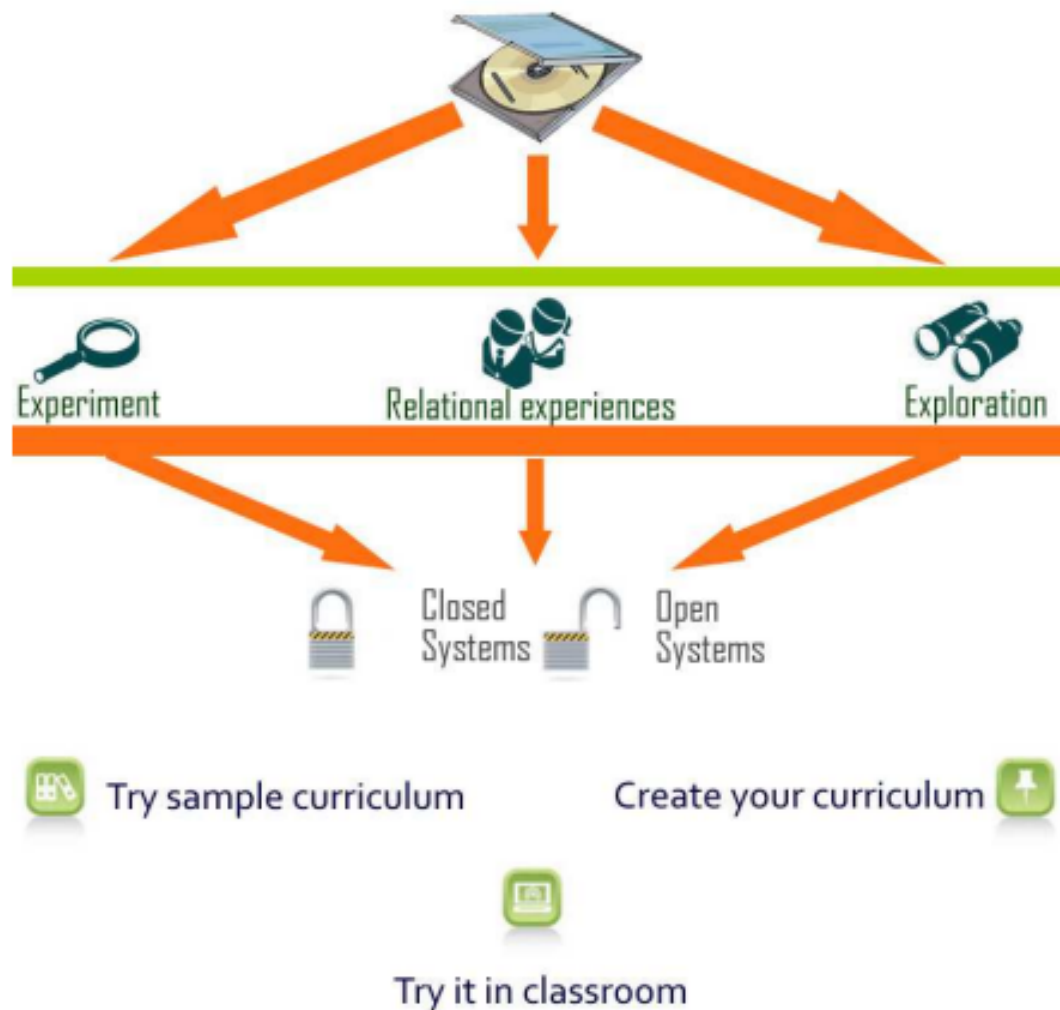 Experiment
Relational experiences
Exploration
Closed
Systems
Open
Systems
Try sample curriculum
Create your curriculum
Try it in classroom